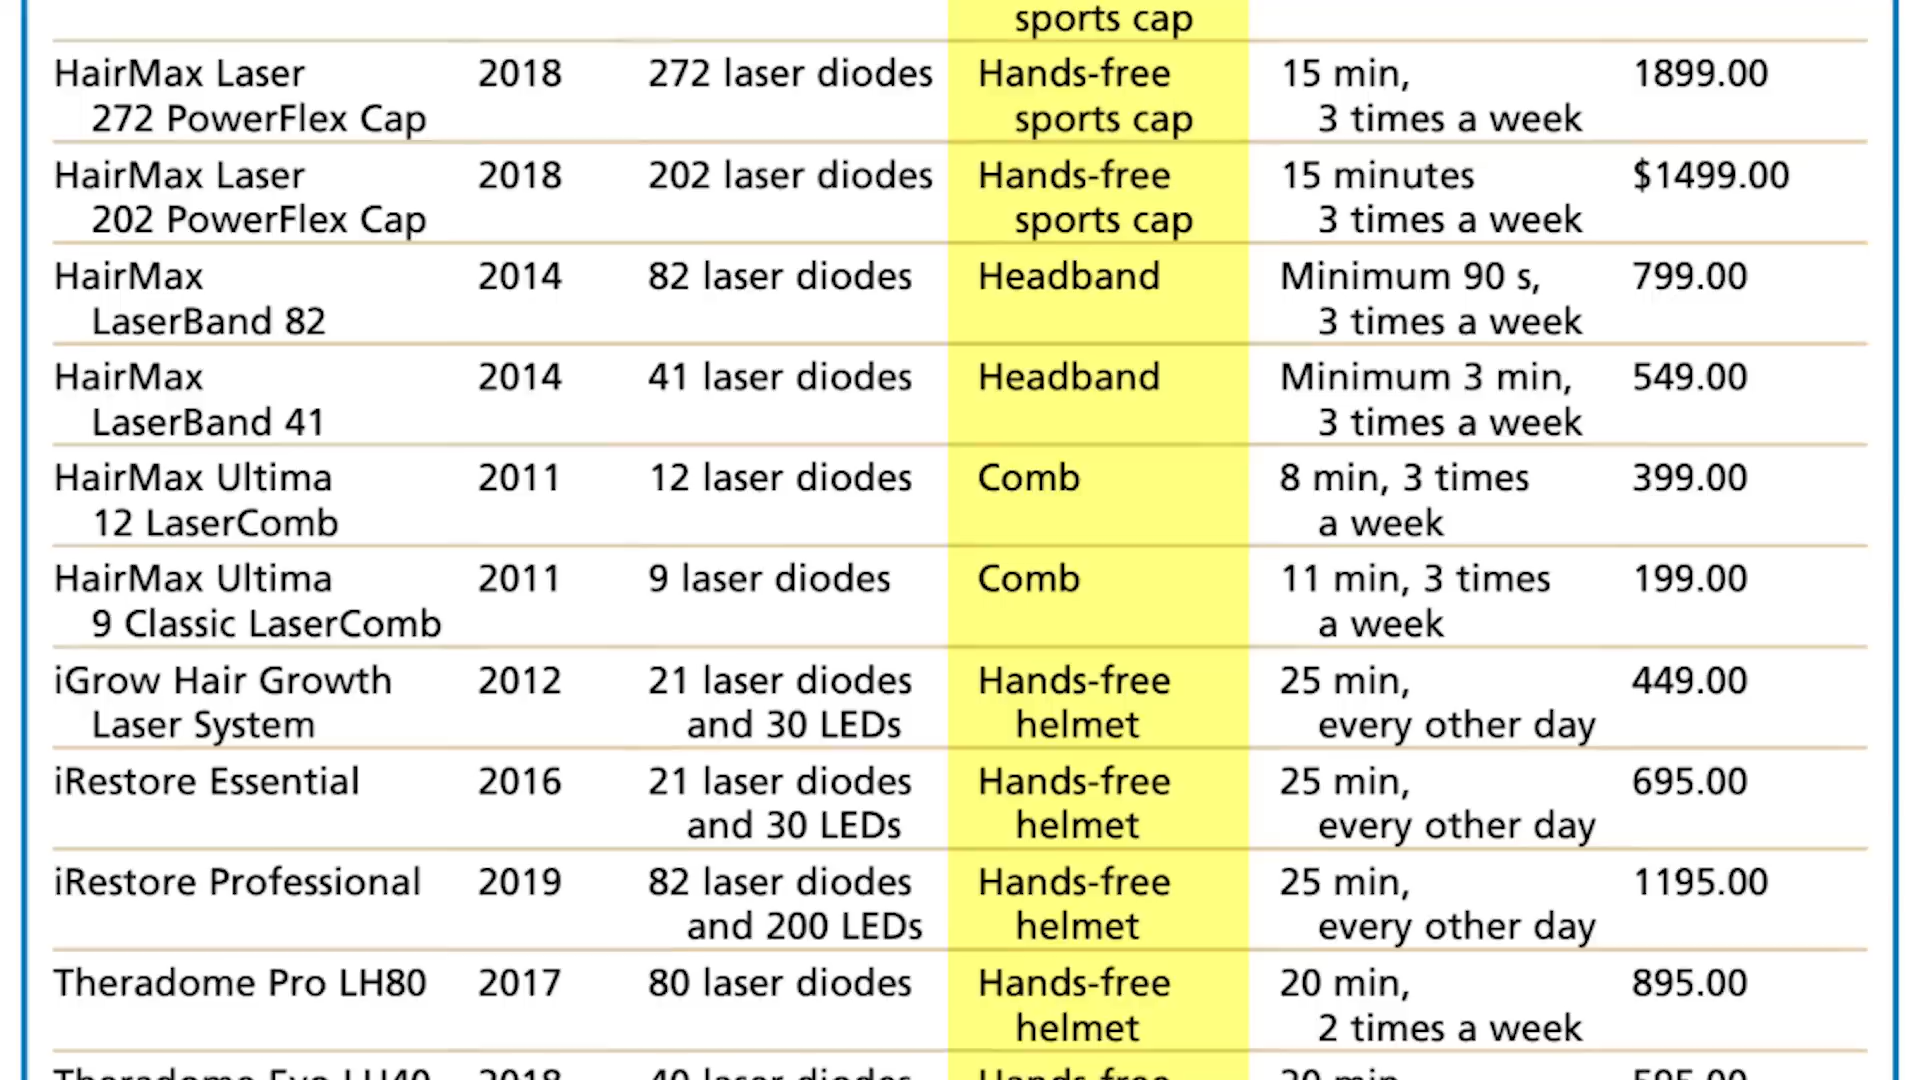 sports cap
HairMax Laser 2018 272 laser diodes Hands-free 15 min, 1899.00
272 PowerFlex Cap sports cap 3 times a week
HairMax Laser 2018 202 laser diodes Hands-free 15 minutes $1499.00
202 PowerFlex Cap sports cap 3 times a week
HairMax 2014 82 laser diodes Headband Minimum 90 s, 799.00
LaserBand 82 3 times a week
HairMax 2014 41 laser diodes Headband Minimum 3 min, 549.00
LaserBand 41 3 times a week
HairMax Ultima 2011 12 laser diodes Comb 8 min, 3 times 399.00
12 LaserComb a week
HairMax Ultima 2011 9 laser diodes Comb 11 min, 3 times 199.00
9 Classic LaserComb a week
iGrow Hair Growth 2012 21 laser diodes Hands-free 25 min, 449.00
Laser System and 30 LEDs helmet every other day
iRestore Essential 2016 21 laser diodes Hands-free 25 min, 695.00
and 30 LEDs helmet every other day
iRestore Professional 2019 82 laser diodes Hands-free 25 min, 1195.00
and 200 LEDs helmet every other day
Theradome Pro LH80 2017 80 laser diodes Hands-free 20 min, 895.00
helmet 2 times a week
2018 laser diodes Hands-free